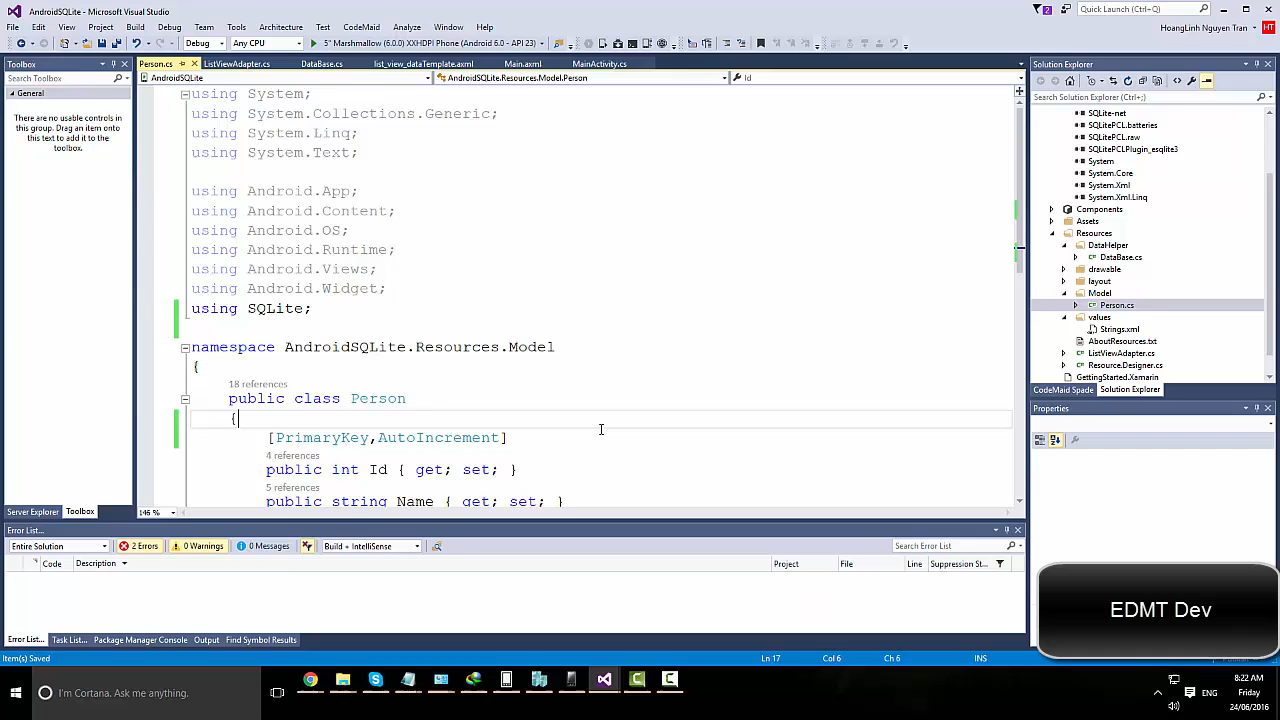 AndroidSQLite - Microsoft Visual Studio
2
Quick Launch (Ctrl+;)
File Edit View Project Build Debug Team Tools Architecture Test CodeMaid Analyze Window Help
HoangLinh Nguyen Tran
HT
Debug Any CPU 5" Marshmallow (6.0.0) XXHDPI Phone (Android 6.0 - API 23)
Toolbox
Search Toolbox
General
There are no usable controls in
this group. Drag an item onto
this text to add it to the
toolbox.
Server Explorer Toolbox
Person.cs ListViewAdapter.cs DataBase.cs list_view_dataTemplate.axml Main.axml MainActivity.cs
AndroidSQLite AndroidSQLite.Resources.Model.Person Id
using System;
using System.Collections.Generic;
using System.Linq;
using System.Text;
using Android.App;
using Android.Content;
using Android.OS;
using Android.Runtime;
using Android.Views;
using Android.Widget;
using SQLite;
namespace AndroidSQLite.Resources.Model
{
18 references
public class Person
{
[PrimaryKey,AutoIncrement]
4 references
public int Id { get; set; }
5 references
public string Name { get; set; }
146 %
Solution Explorer
Search Solution Explorer (Ctrl+;)
SQLite-net
SQLitePCL.batteries
SQLitePCL.raw
SQLitePCLPlugin_esqlite3
System
System.Core
System.Xml
System.Xml.Linq
Components
Assets
Resources
DataHelper
DataBase.cs
drawable
layout
Model
Person.cs
values
Strings.xml
AboutResources.txt
ListViewAdapter.cs
Resource.Designer.cs
GettingStarted.Xamarin
CodeMaid Spade Solution Explorer
Properties
Error List...
Entire Solution 2 Errors 0 Warnings 0 Messages Build + IntelliSense
Search Error List
Code Description Project File Line Suppression St...
Error List... Task List... Package Manager Console Output Find Symbol Results
EDMT Dev
Item(s) Saved Ln 17 Col 6 Ch 6 INS
I'm Cortana. Ask me anything.
ENG
8:22 AM
Friday
24/06/2016